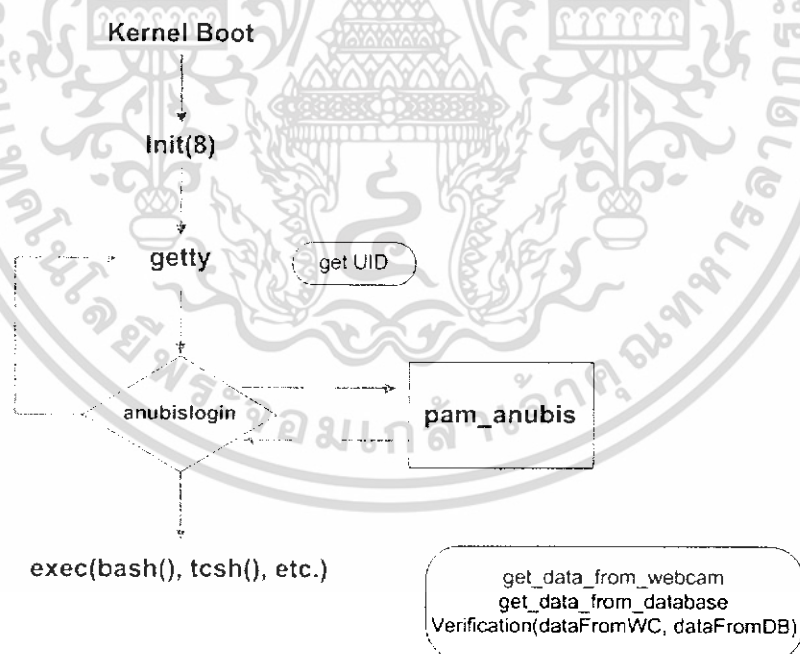 Kernel Boot
Init(8)
getty
get UID
anubislogin
pam_anubis
exec(bash(), tcsh(), etc.)
get_data_from_webcam
get_data_from_database
Verification(dataFromWC, dataFromDB)